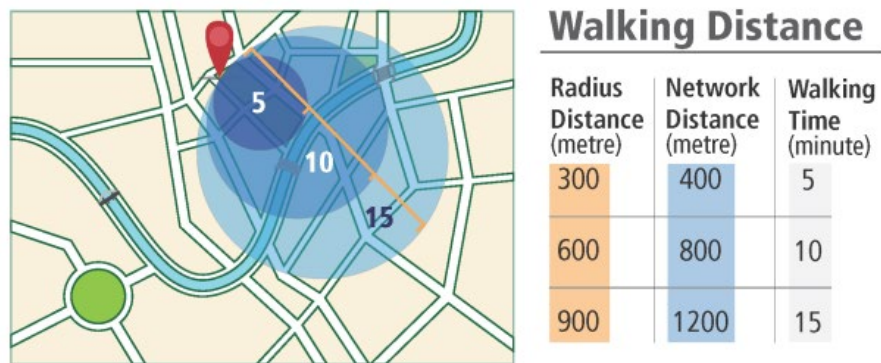 Walking Distance
5
10
15
Radius Distance (metre)
Network Distance (metre)
Walking Time (minute)
300 400 5
600 800 10
900 1200 15